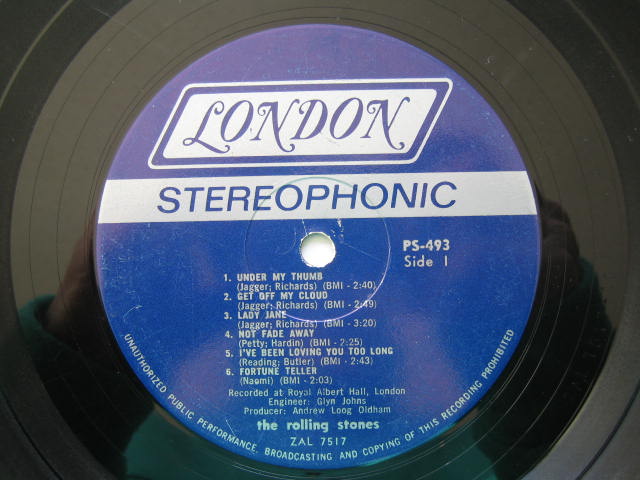 LONDON
STEREOPHONIC
PS-493
Side 1
1. UNDER MY THUMB
(Jagger; Richards) (BMI - 2:40)
2. GET OFF MY CLOUD
(Jagger; Richards) (BMI - 2:49)
3. LADY JANE
(Jagger; Richards) (BMI - 3:20)
4. NOT FADE AWAY
(Petty; Hardin) (BMI - 2:25)
5. I'VE BEEN LOVING YOU TOO LONG
(Reading; Butler) (BMI - 2:43)
6. FORTUNE TELLER
(Naomi) (BMI - 2:03)
Recorded at Royal Albert Hall, London
Engineer: Glyn Johns
Producer: Andrew Loog Oldham
the rolling stones
ZAL 7517
UNAUTHORIZED PUBLIC PERFORMANCE, BROADCASTING AND COPYING OF THIS RECORDING PROHIBITED